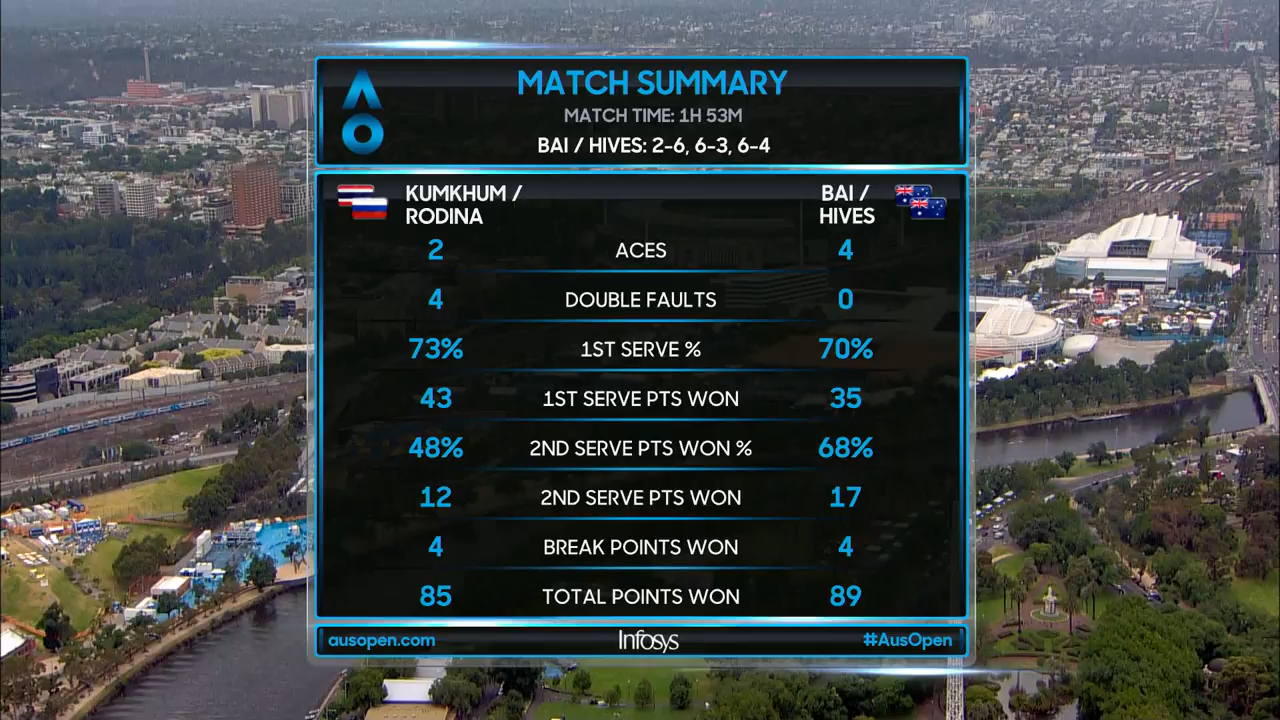 MATCH SUMMARY
MATCH TIME: 1H 53M
BAI / HIVES: 2-6, 6-3, 6-4
KUMKHUM / RODINA
BAI / HIVES
2 ACES 4
4 DOUBLE FAULTS 0
73% 1ST SERVE % 70%
43 1ST SERVE PTS WON 35
48% 2ND SERVE PTS WON % 68%
12 2ND SERVE PTS WON 17
4 BREAK POINTS WON 4
85 TOTAL POINTS WON 89
ausopen.com Infosys #AusOpen